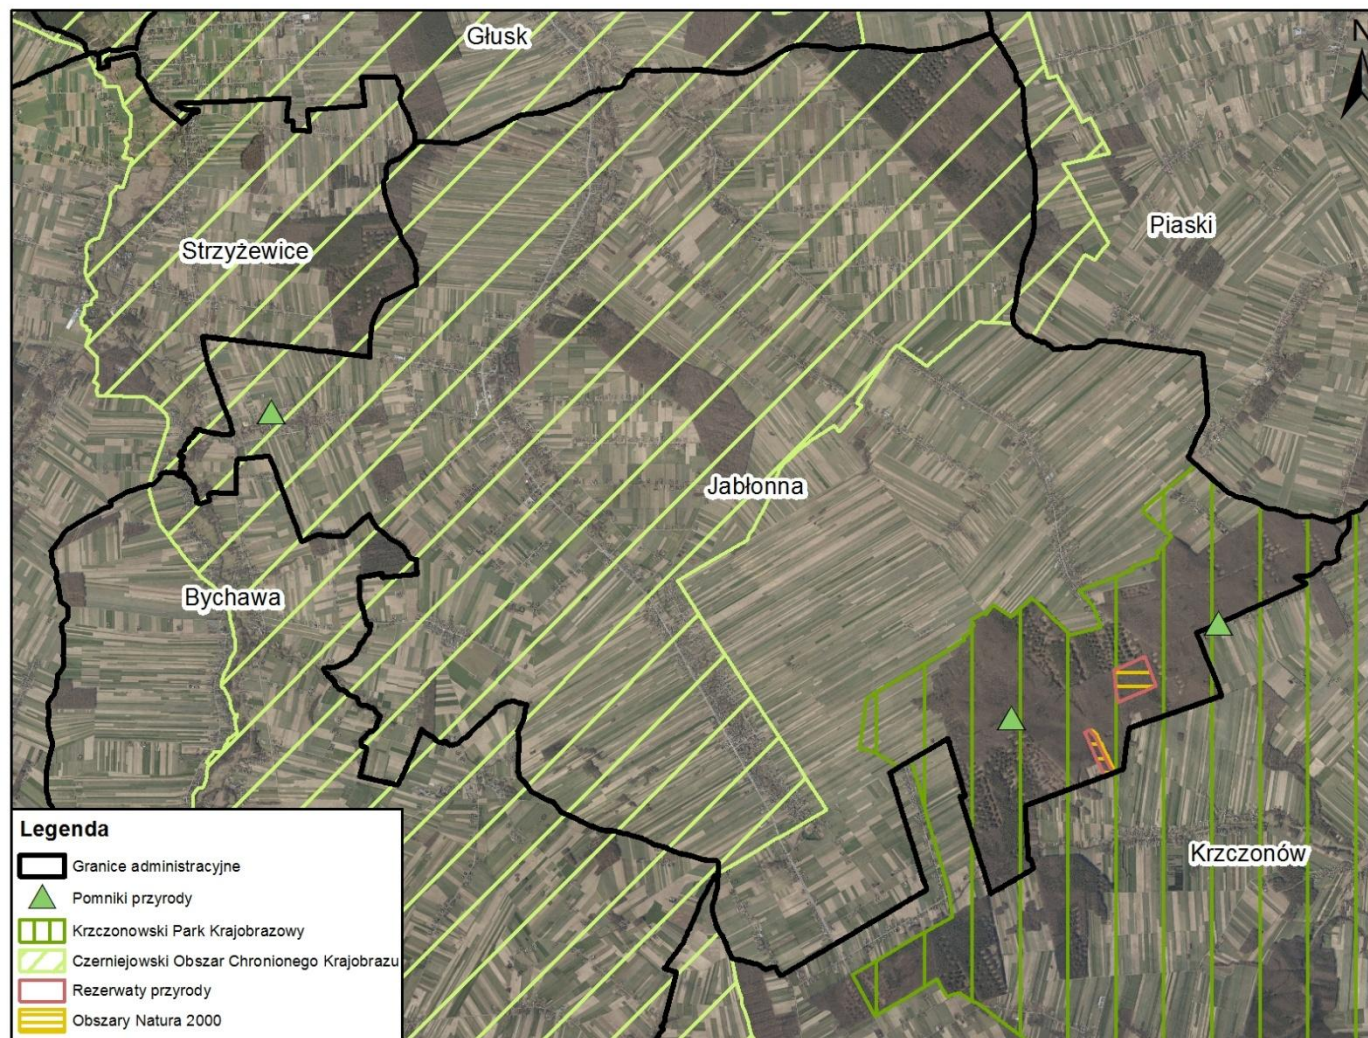 Głusk
N
Piaski
Strzyżewice
Jabłonna
Bychawa
Krzczonów
Legenda
Granice administracyjne
Pomniki przyrody
Krzczonowski Park Krajobrazowy
Czerniejowski Obszar Chronionego Krajobrazu
Rezerwaty przyrody
Obszary Natura 2000